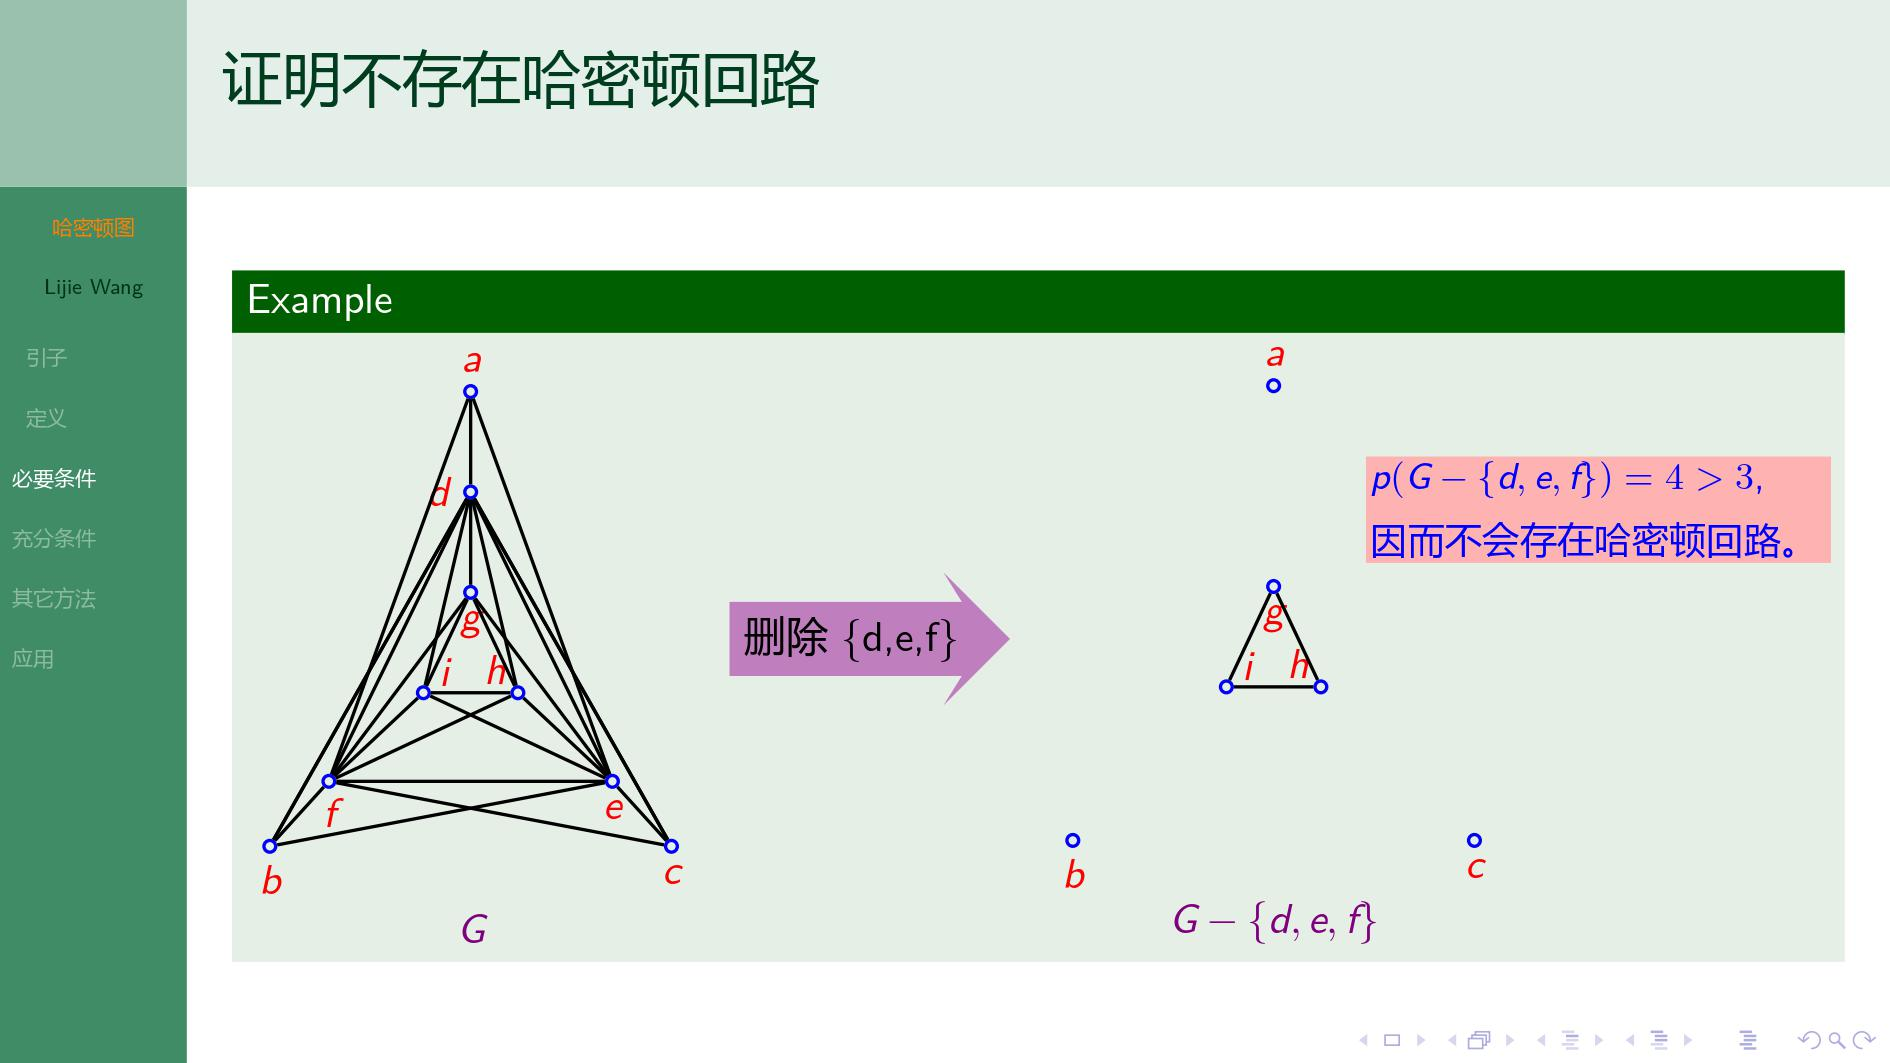 证明不存在哈密顿回路
哈密顿图
Lijie Wang
引子
定义
必要条件
充分条件
其它方法
应用
Example
a
d
g
i h
f e
b c
G
删除 {d,e,f}
a
p(G − {d, e, f}) = 4 > 3,
因而不会存在哈密顿回路。
g
i h
b c
G − {d, e, f}